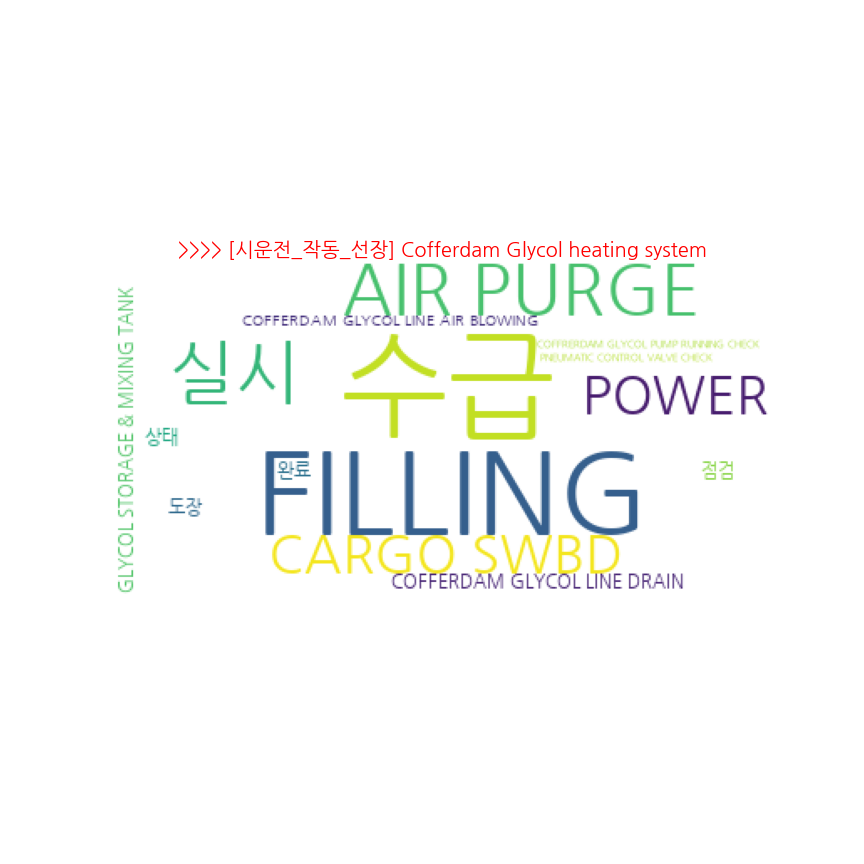 >>>> [시운전_작동_선장] Cofferdam Glycol heating system
AIR PURGE
COFFERDAM GLYCOL LINE AIR BLOWING
COFFRERDAM GLYCOL PUMP RUNNING CHECK
PNEUMATIC CONTROL VALVE CHECK
실시
수급
POWER
GLYCOL STORAGE & MIXING TANK
상태
FILLING
완료
점검
도장
CARGO SWBD
COFFERDAM GLYCOL LINE DRAIN